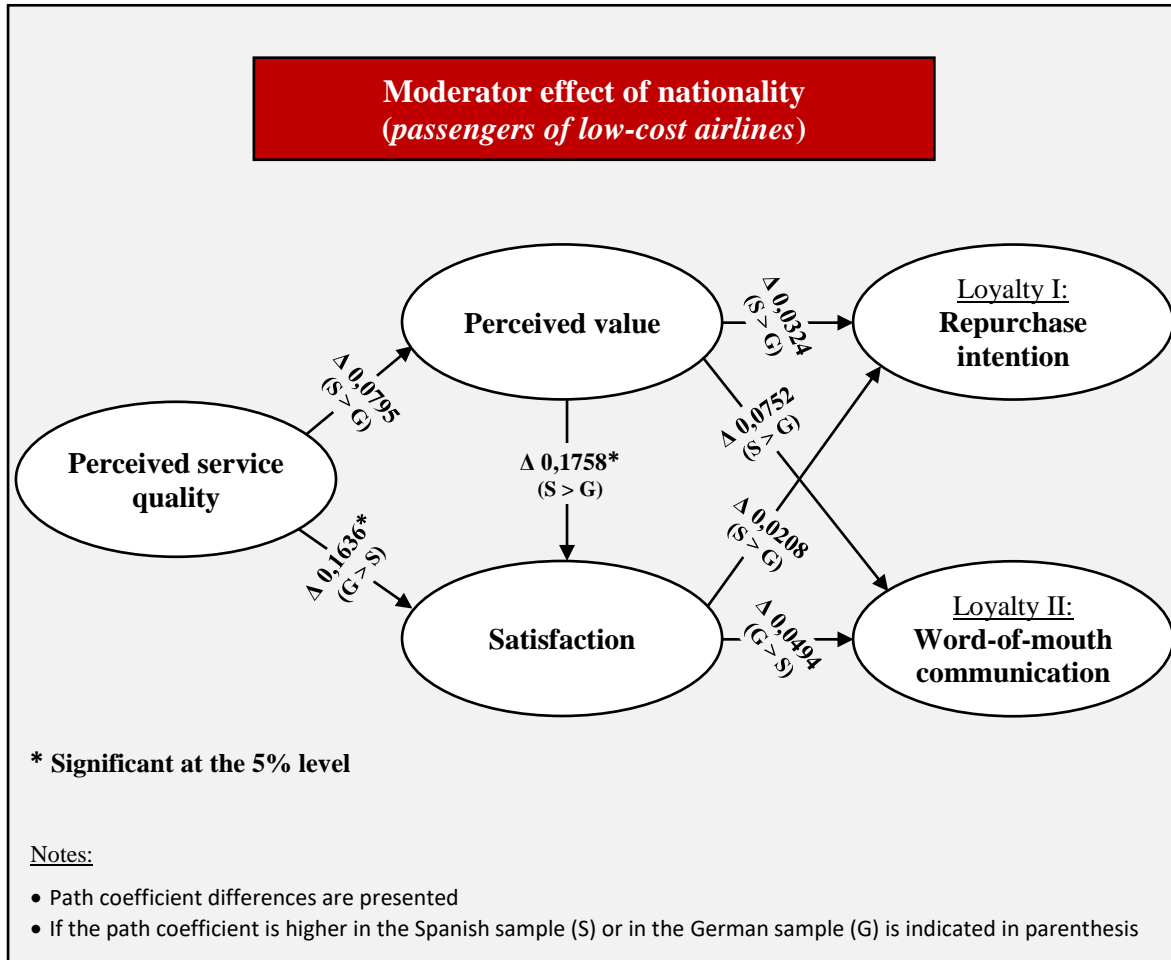 Moderator effect of nationality
(passengers of low-cost airlines)
Perceived value
Δ 0,0324
(S > G)
Loyalty I:
Repurchase
intention
Δ 0,0795
(S > G)
Δ 0,0752
(S > G)
Perceived service
quality
Δ 0,1758*
(S > G)
Δ 0,1636*
(G > S)
Δ 0,0208
(S > G)
Satisfaction
Δ 0,0494
(G > S)
Loyalty II:
Word-of-mouth
communication
* Significant at the 5% level
Notes:
• Path coefficient differences are presented
• If the path coefficient is higher in the Spanish sample (S) or in the German sample (G) is indicated in parenthesis